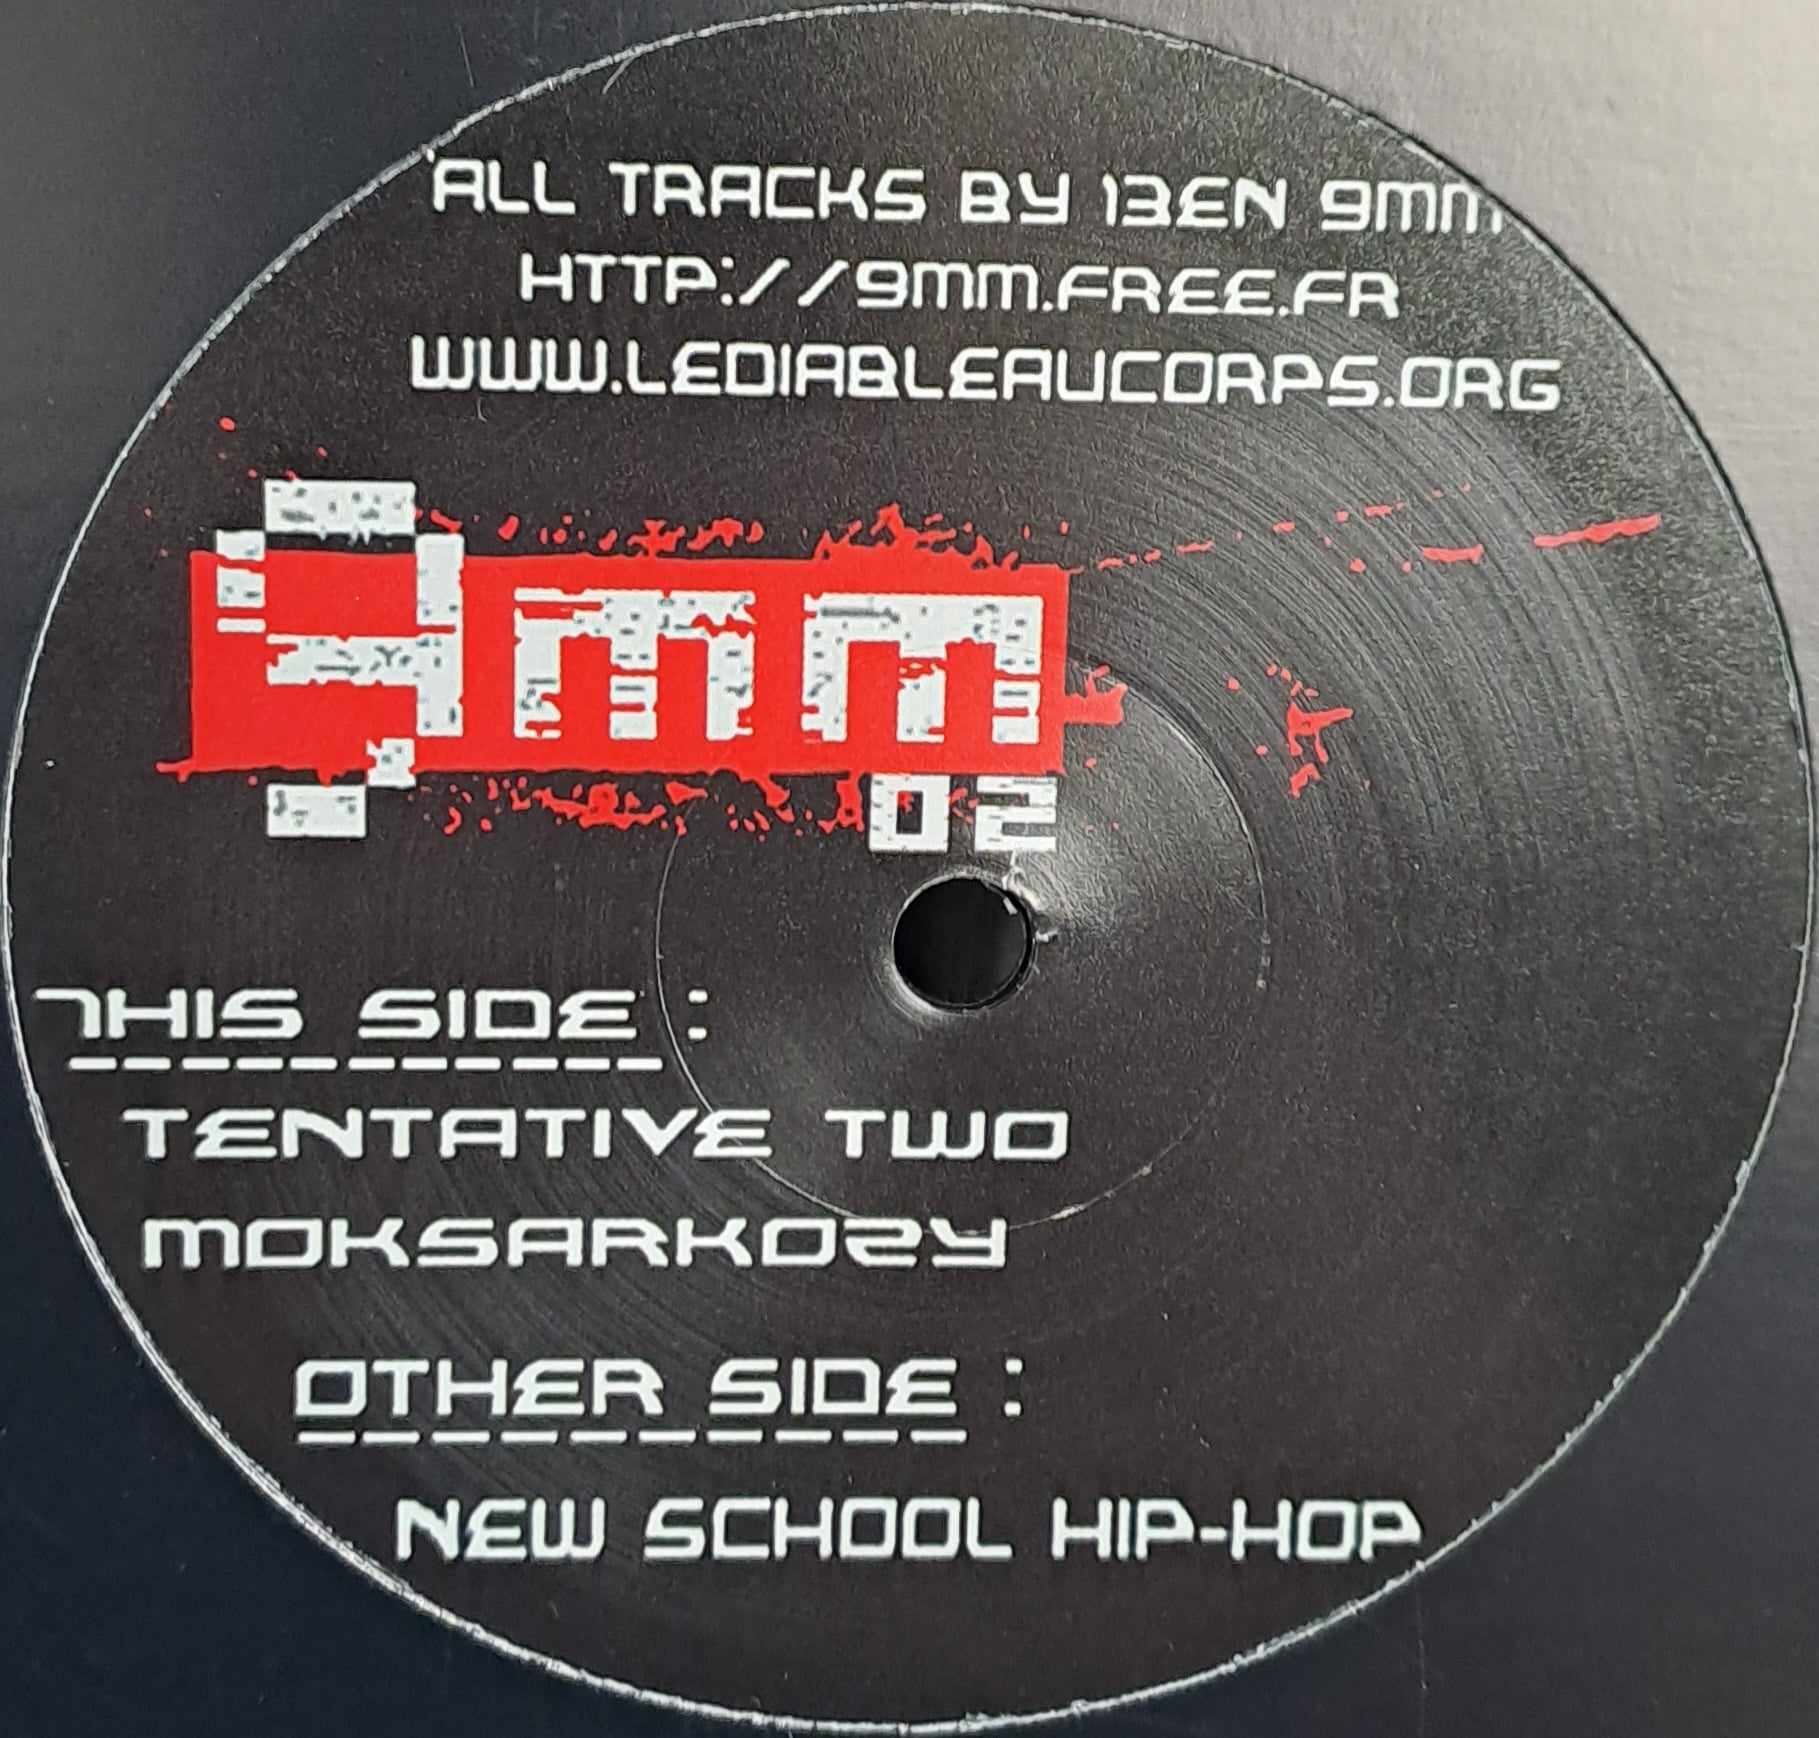 ALL TRACKS BY BEN 9MM
HTTP://9MM.FREE.FR
WWW.LEDIABLEAUCORPS.ORG
9mm
02
THIS SIDE :
TENTATIVE TWO
MOKSARKOZY
OTHER SIDE :
NEW SCHOOL HIP-HOP